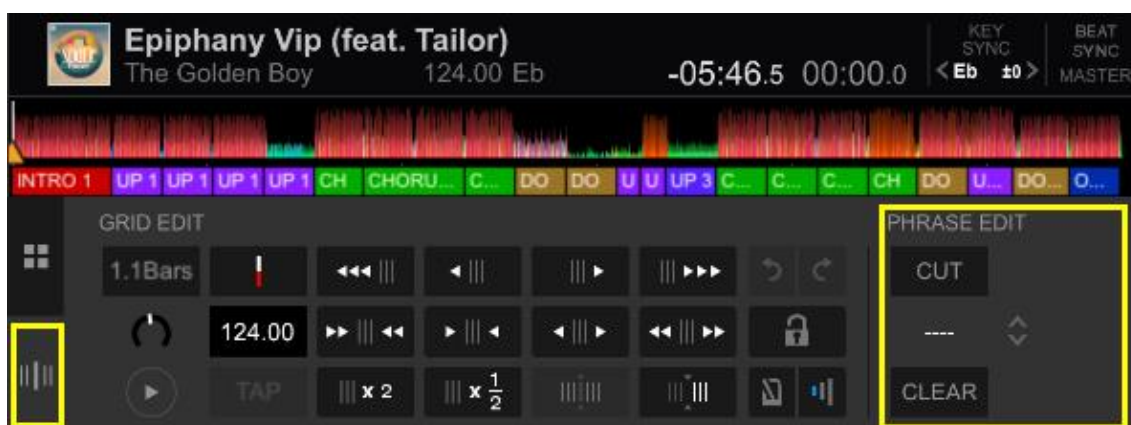 Epiphany Vip (feat. Tailor)
The Golden Boy 124.00 Eb
-05:46.5 00:00.0
KEY
SYNC
< Eb ±0 >
BEAT
SYNC
MASTER
INTRO 1 UP 1 UP 1 UP 1 UP 1 CH CHORU... C... DO DO U U UP 3 C... C... C... CH DO U... DO... O...
GRID EDIT
PHRASE EDIT
1.1Bars
CUT
124.00
----
TAP
x 2
x 1/2
CLEAR